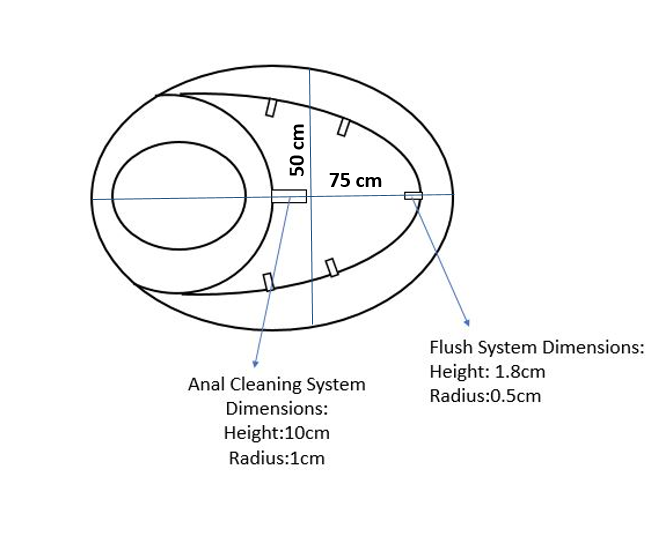 50 cm
75 cm
Flush System Dimensions:
Height: 1.8cm
Radius:0.5cm
Anal Cleaning System
Dimensions:
Height:10cm
Radius:1cm